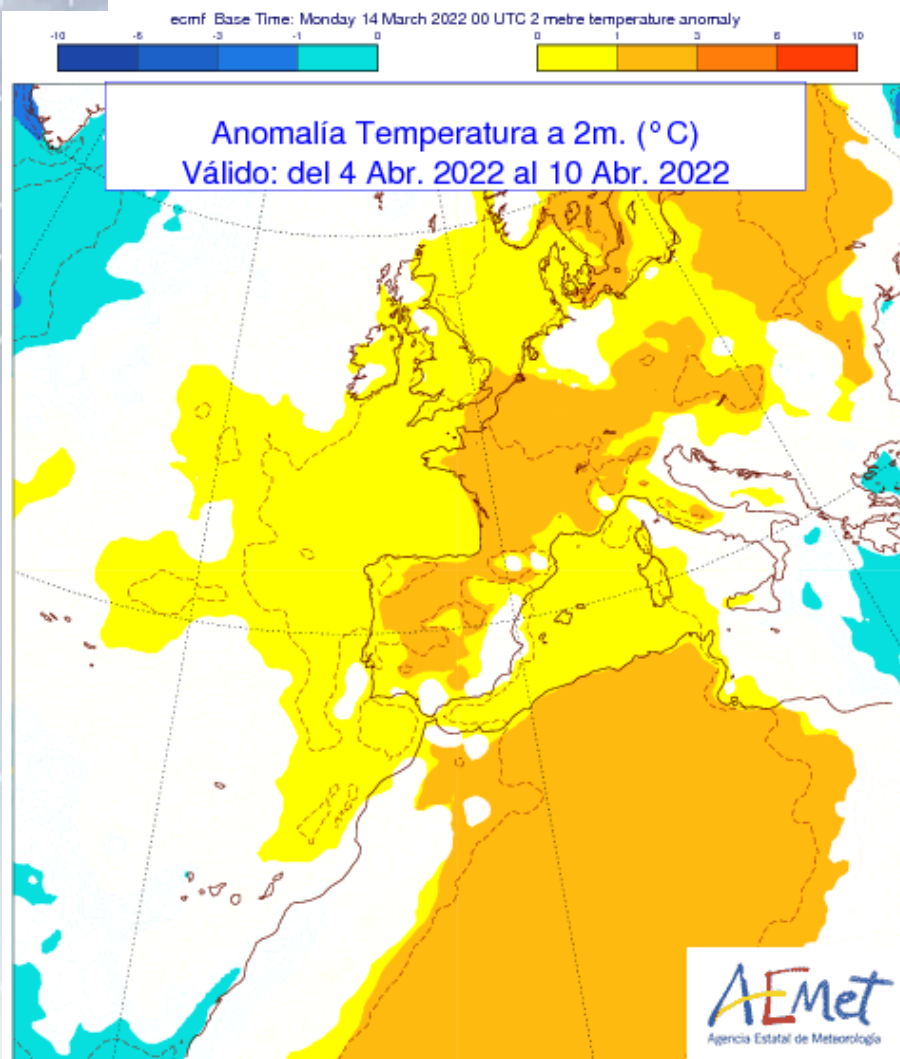 ecmf Base Time: Monday 14 March 2022 00 UTC 2 metre temperature anomaly
-10 -6 -3 -1 0 0 1 3 6 10
Anomalía Temperatura a 2m. (ºC)
Válido: del 4 Abr. 2022 al 10 Abr. 2022
AEMet
Agencia Estatal de Meteorología